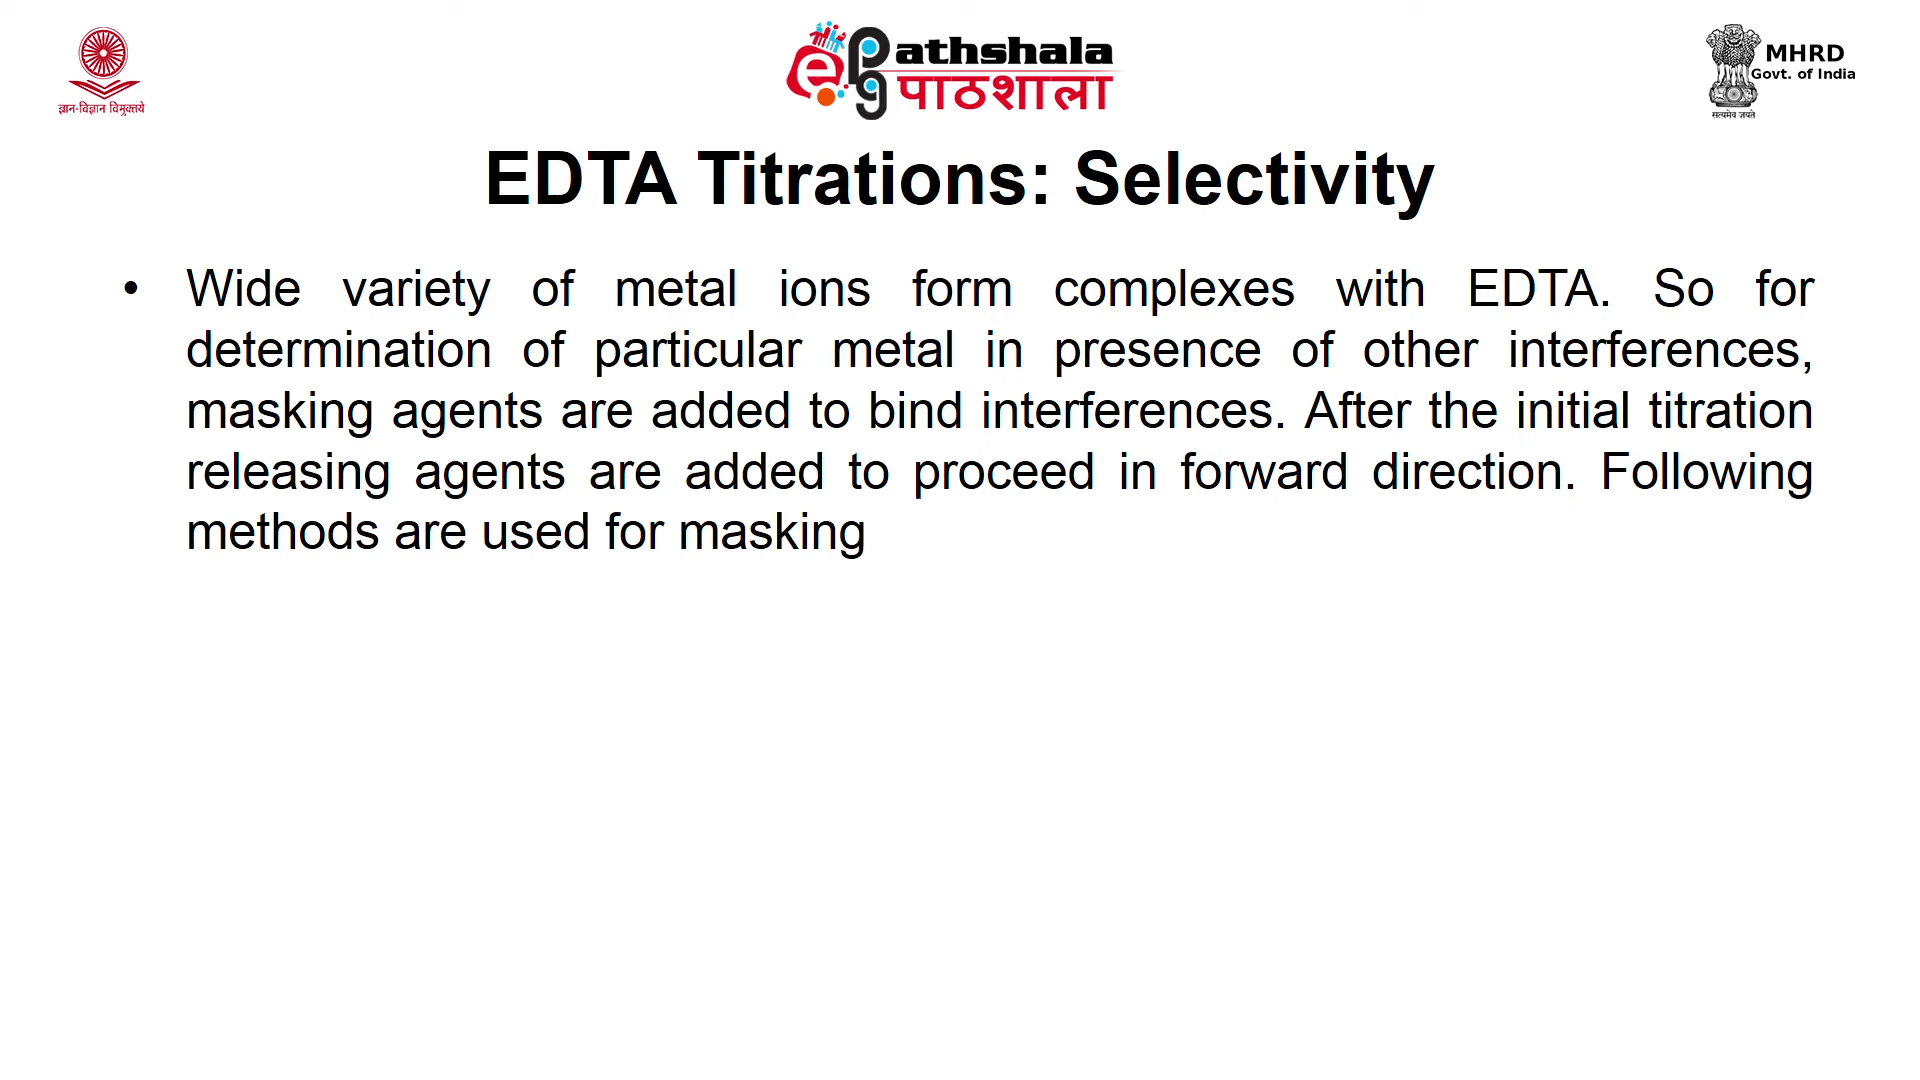 ज्ञान-विज्ञान विमुक्तये
e PG athshala
पाठशाला
MHRD
Govt. of India
सत्यमेव जयते
EDTA Titrations: Selectivity
• Wide variety of metal ions form complexes with EDTA. So for
determination of particular metal in presence of other interferences,
masking agents are added to bind interferences. After the initial titration
releasing agents are added to proceed in forward direction. Following
methods are used for masking